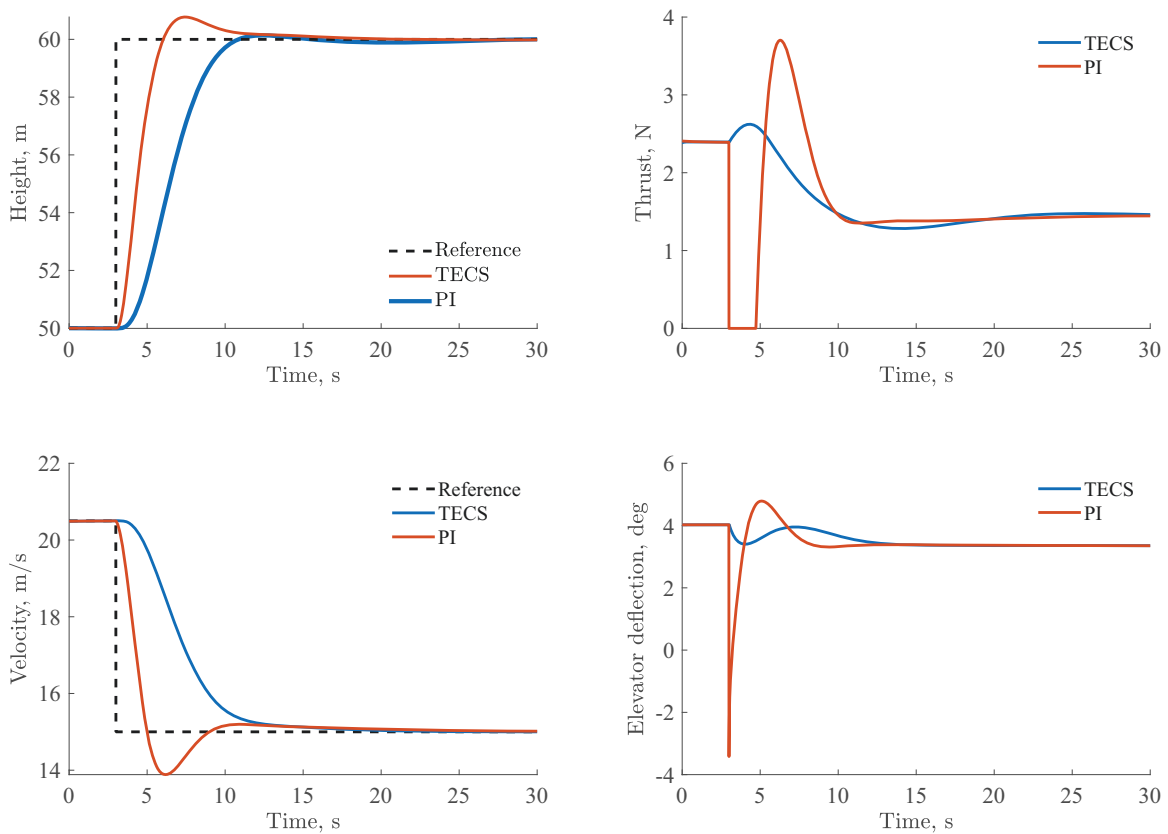 Height, m
60
58
56
54
52
50
0 5 10 15 20 25 30
Time, s
Reference
TECS
PI
Thrust, N
4
3
2
1
0
0 5 10 15 20 25 30
Time, s
TECS
PI
Velocity, m/s
22
20
18
16
14
0 5 10 15 20 25 30
Time, s
Reference
TECS
PI
Elevator deflection, deg
6
4
2
0
-2
-4
0 5 10 15 20 25 30
Time, s
TECS
PI